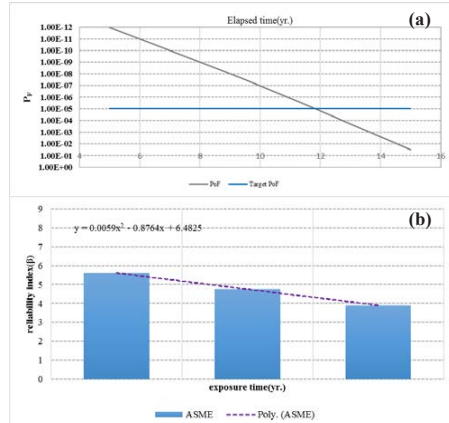 (a)
Elapsed time(yr.)
1.00E-12
1.00E-11
1.00E-10
1.00E-09
1.00E-08
1.00E-07
1.00E-06
1.00E-05
1.00E-04
1.00E-03
1.00E-02
1.00E-01
1.00E+00
PF
4 6 8 10 12 14 16
PoF Target PoF
(b)
y = 0.0059x2 - 0.8764x + 6.4825
9
8
7
6
5
4
3
2
1
0
reliability index(β)
exposure time(yr.)
ASME Poly. (ASME)